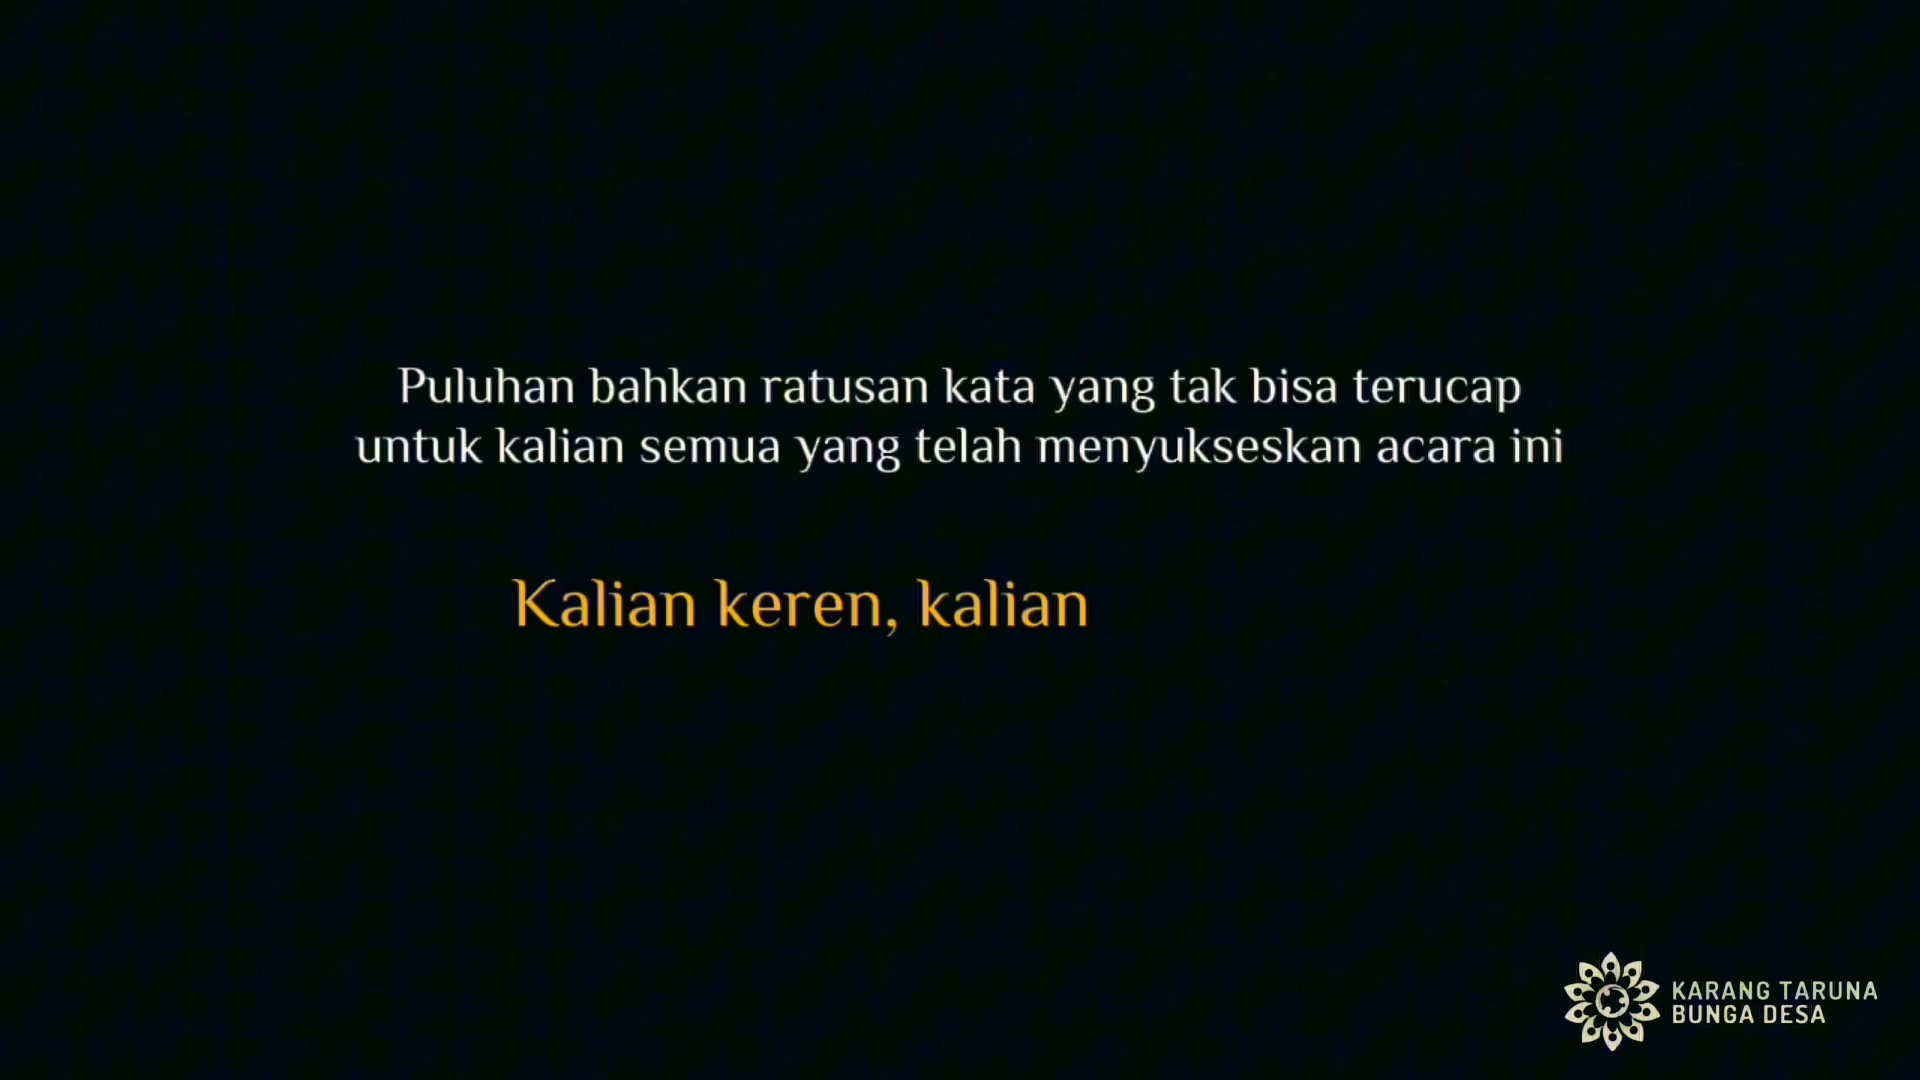 Puluhan bahkan ratusan kata yang tak bisa terucap
untuk kalian semua yang telah menyukseskan acara ini
Kalian keren, kalian
KARANG TARUNA
BUNGA DESA